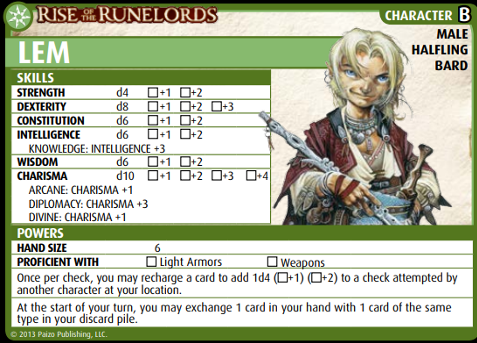 RISE OF THE RUNELORDS
CHARACTER B
LEM
MALE
HALFLING
BARD
SKILLS
STRENGTH d4 ☐+1 ☐+2
DEXTERITY d8 ☐+1 ☐+2 ☐+3
CONSTITUTION d6 ☐+1 ☐+2
INTELLIGENCE d6 ☐+1 ☐+2
KNOWLEDGE: INTELLIGENCE +3
WISDOM d6 ☐+1 ☐+2
CHARISMA d10 ☐+1 ☐+2 ☐+3 ☐+4
ARCANE: CHARISMA +1
DIPLOMACY: CHARISMA +3
DIVINE: CHARISMA +1
POWERS
HAND SIZE 6
PROFICIENT WITH ☐ Light Armors ☐ Weapons
Once per check, you may recharge a card to add 1d4 (☐+1) (☐+2) to a check attempted by
another character at your location.
At the start of your turn, you may exchange 1 card in your hand with 1 card of the same
type in your discard pile.
© 2013 Paizo Publishing, LLC.